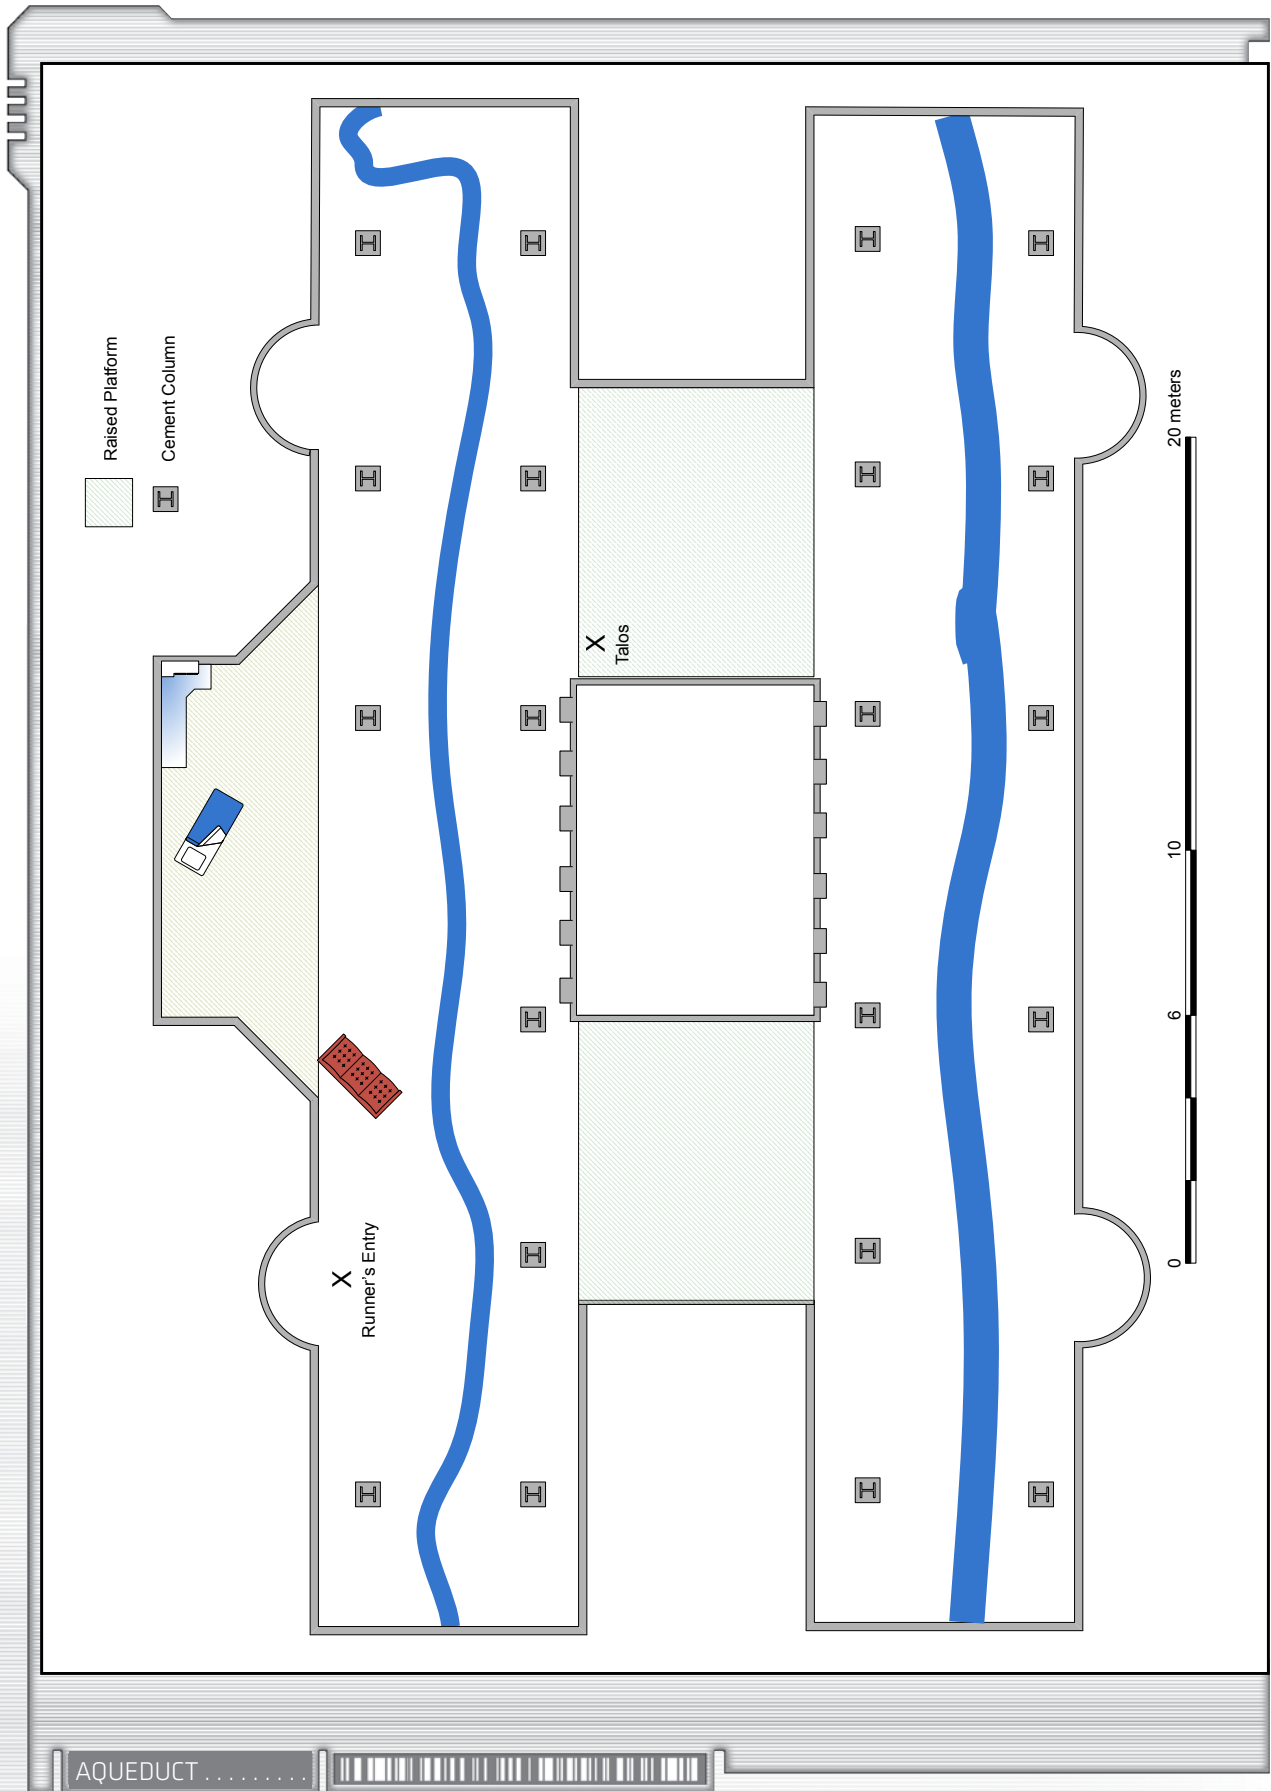 Raised Platform
Cement Column
X
Talos
X
Runner's Entry
0
6
10
20 meters
AQUEDUCT . . . . . . . . .